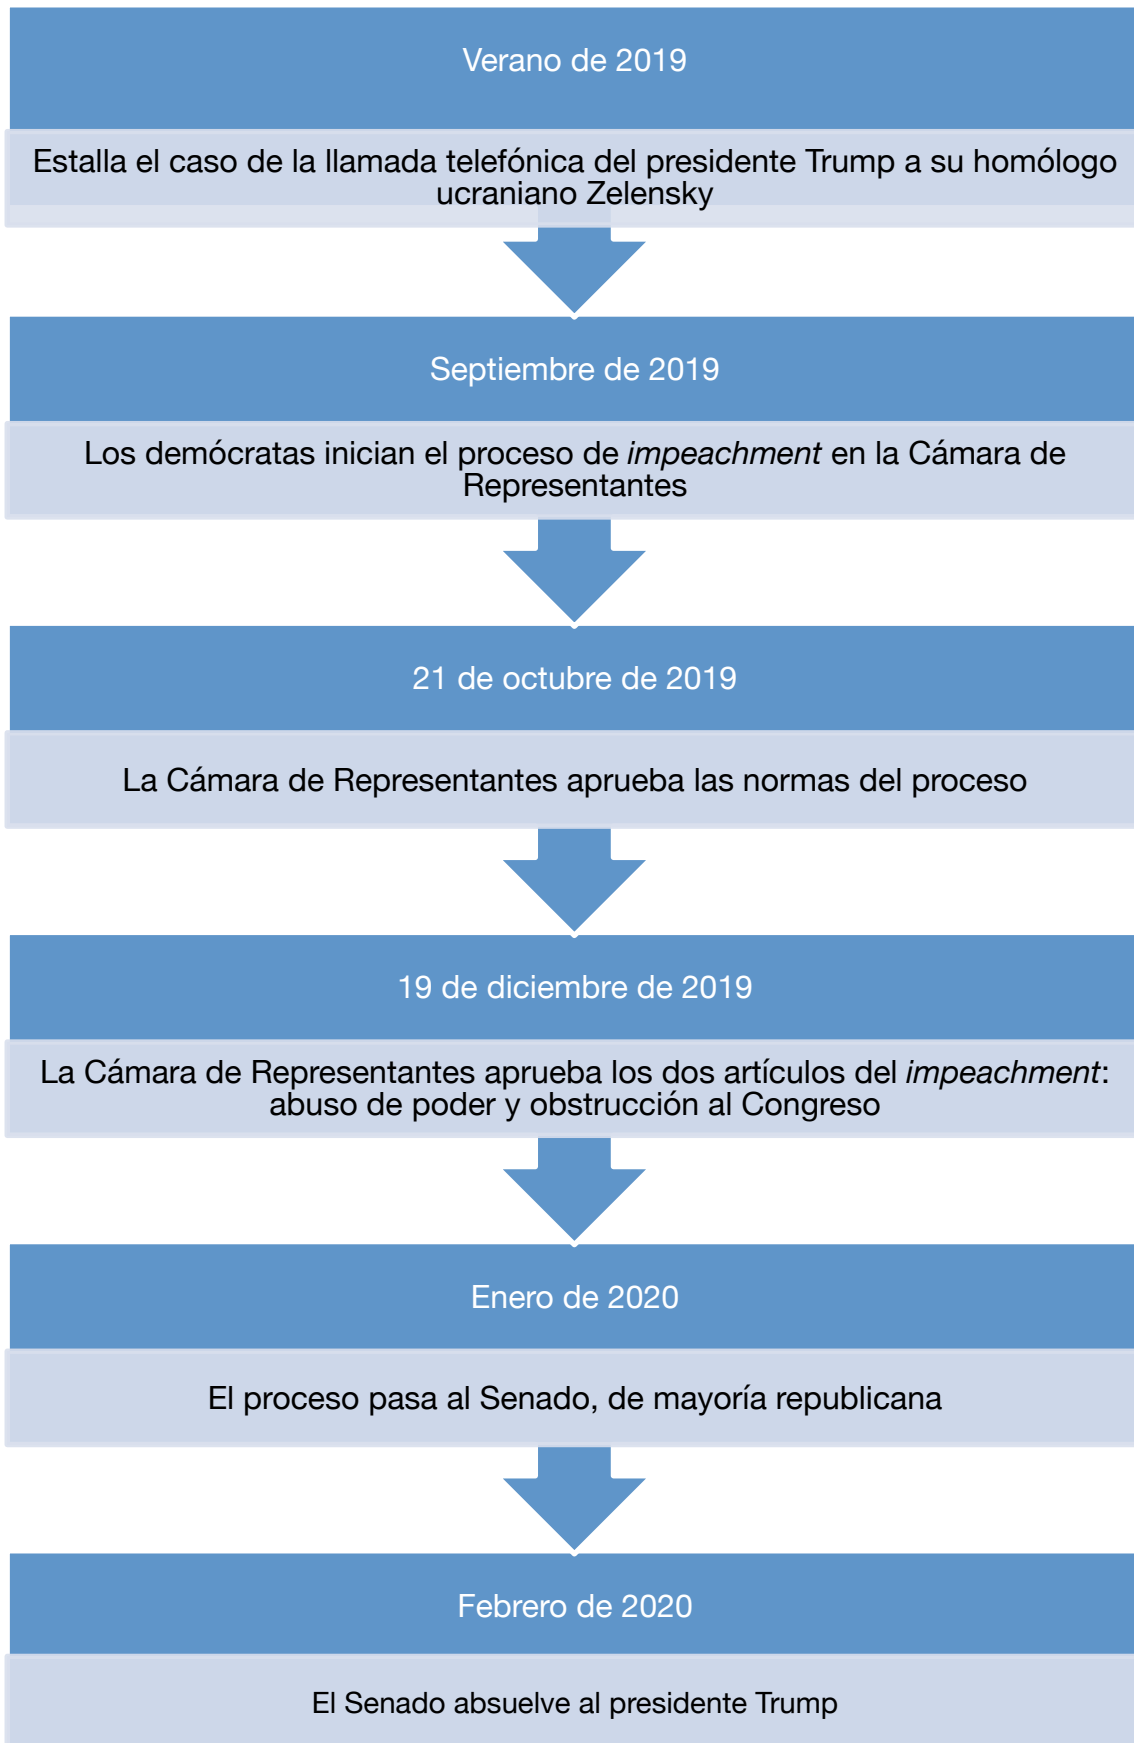 Verano de 2019
Estalla el caso de la llamada telefónica del presidente Trump a su homólogo
ucraniano Zelensky
Septiembre de 2019
Los demócratas inician el proceso de impeachment en la Cámara de
Representantes
21 de octubre de 2019
La Cámara de Representantes aprueba las normas del proceso
19 de diciembre de 2019
La Cámara de Representantes aprueba los dos artículos del impeachment:
abuso de poder y obstrucción al Congreso
Enero de 2020
El proceso pasa al Senado, de mayoría republicana
Febrero de 2020
El Senado absuelve al presidente Trump